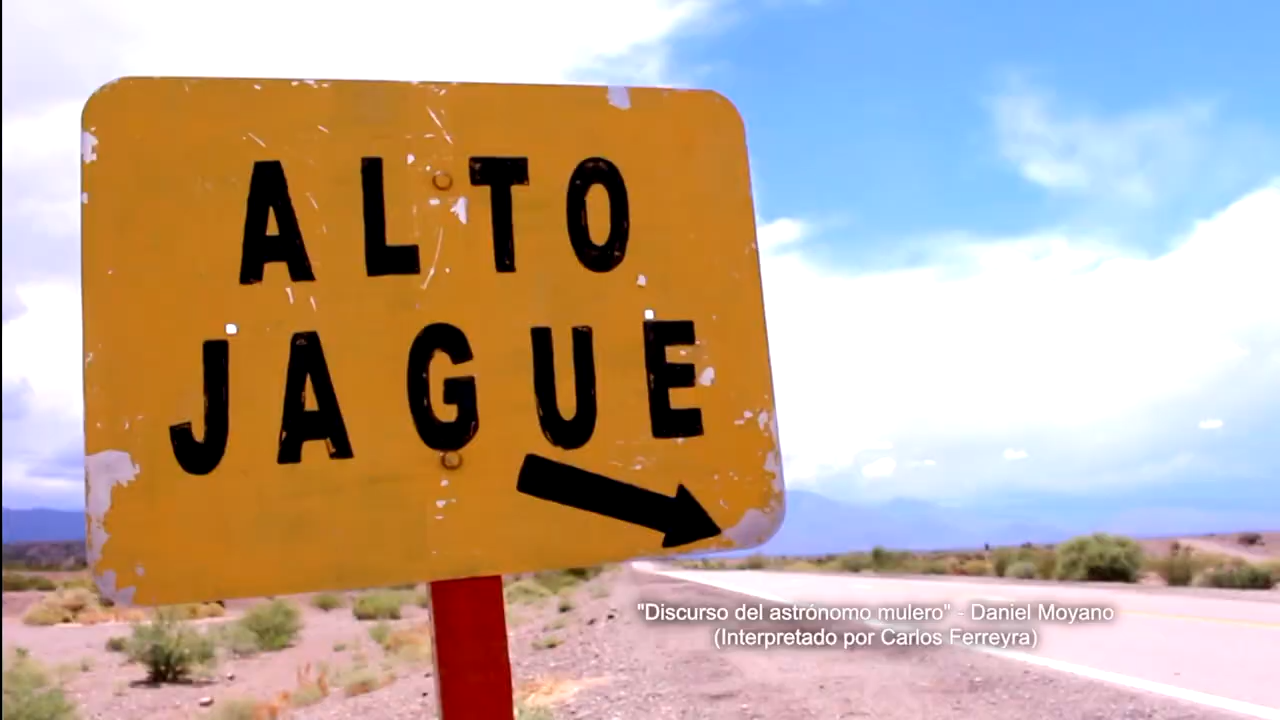 ALTO
JAGUE
"Discurso del astrónomo mulero" - Daniel Moyano
(Interpretado por Carlos Ferreyra)